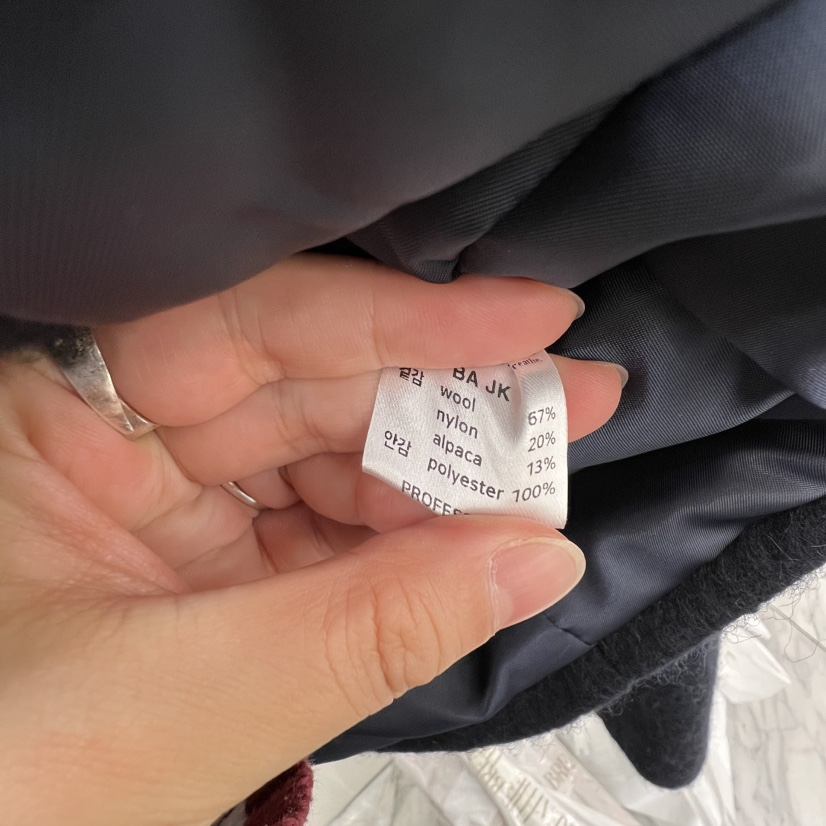 BA JK
겉감 wool 67%
nylon 20%
alpaca 13%
안감 polyester 100%